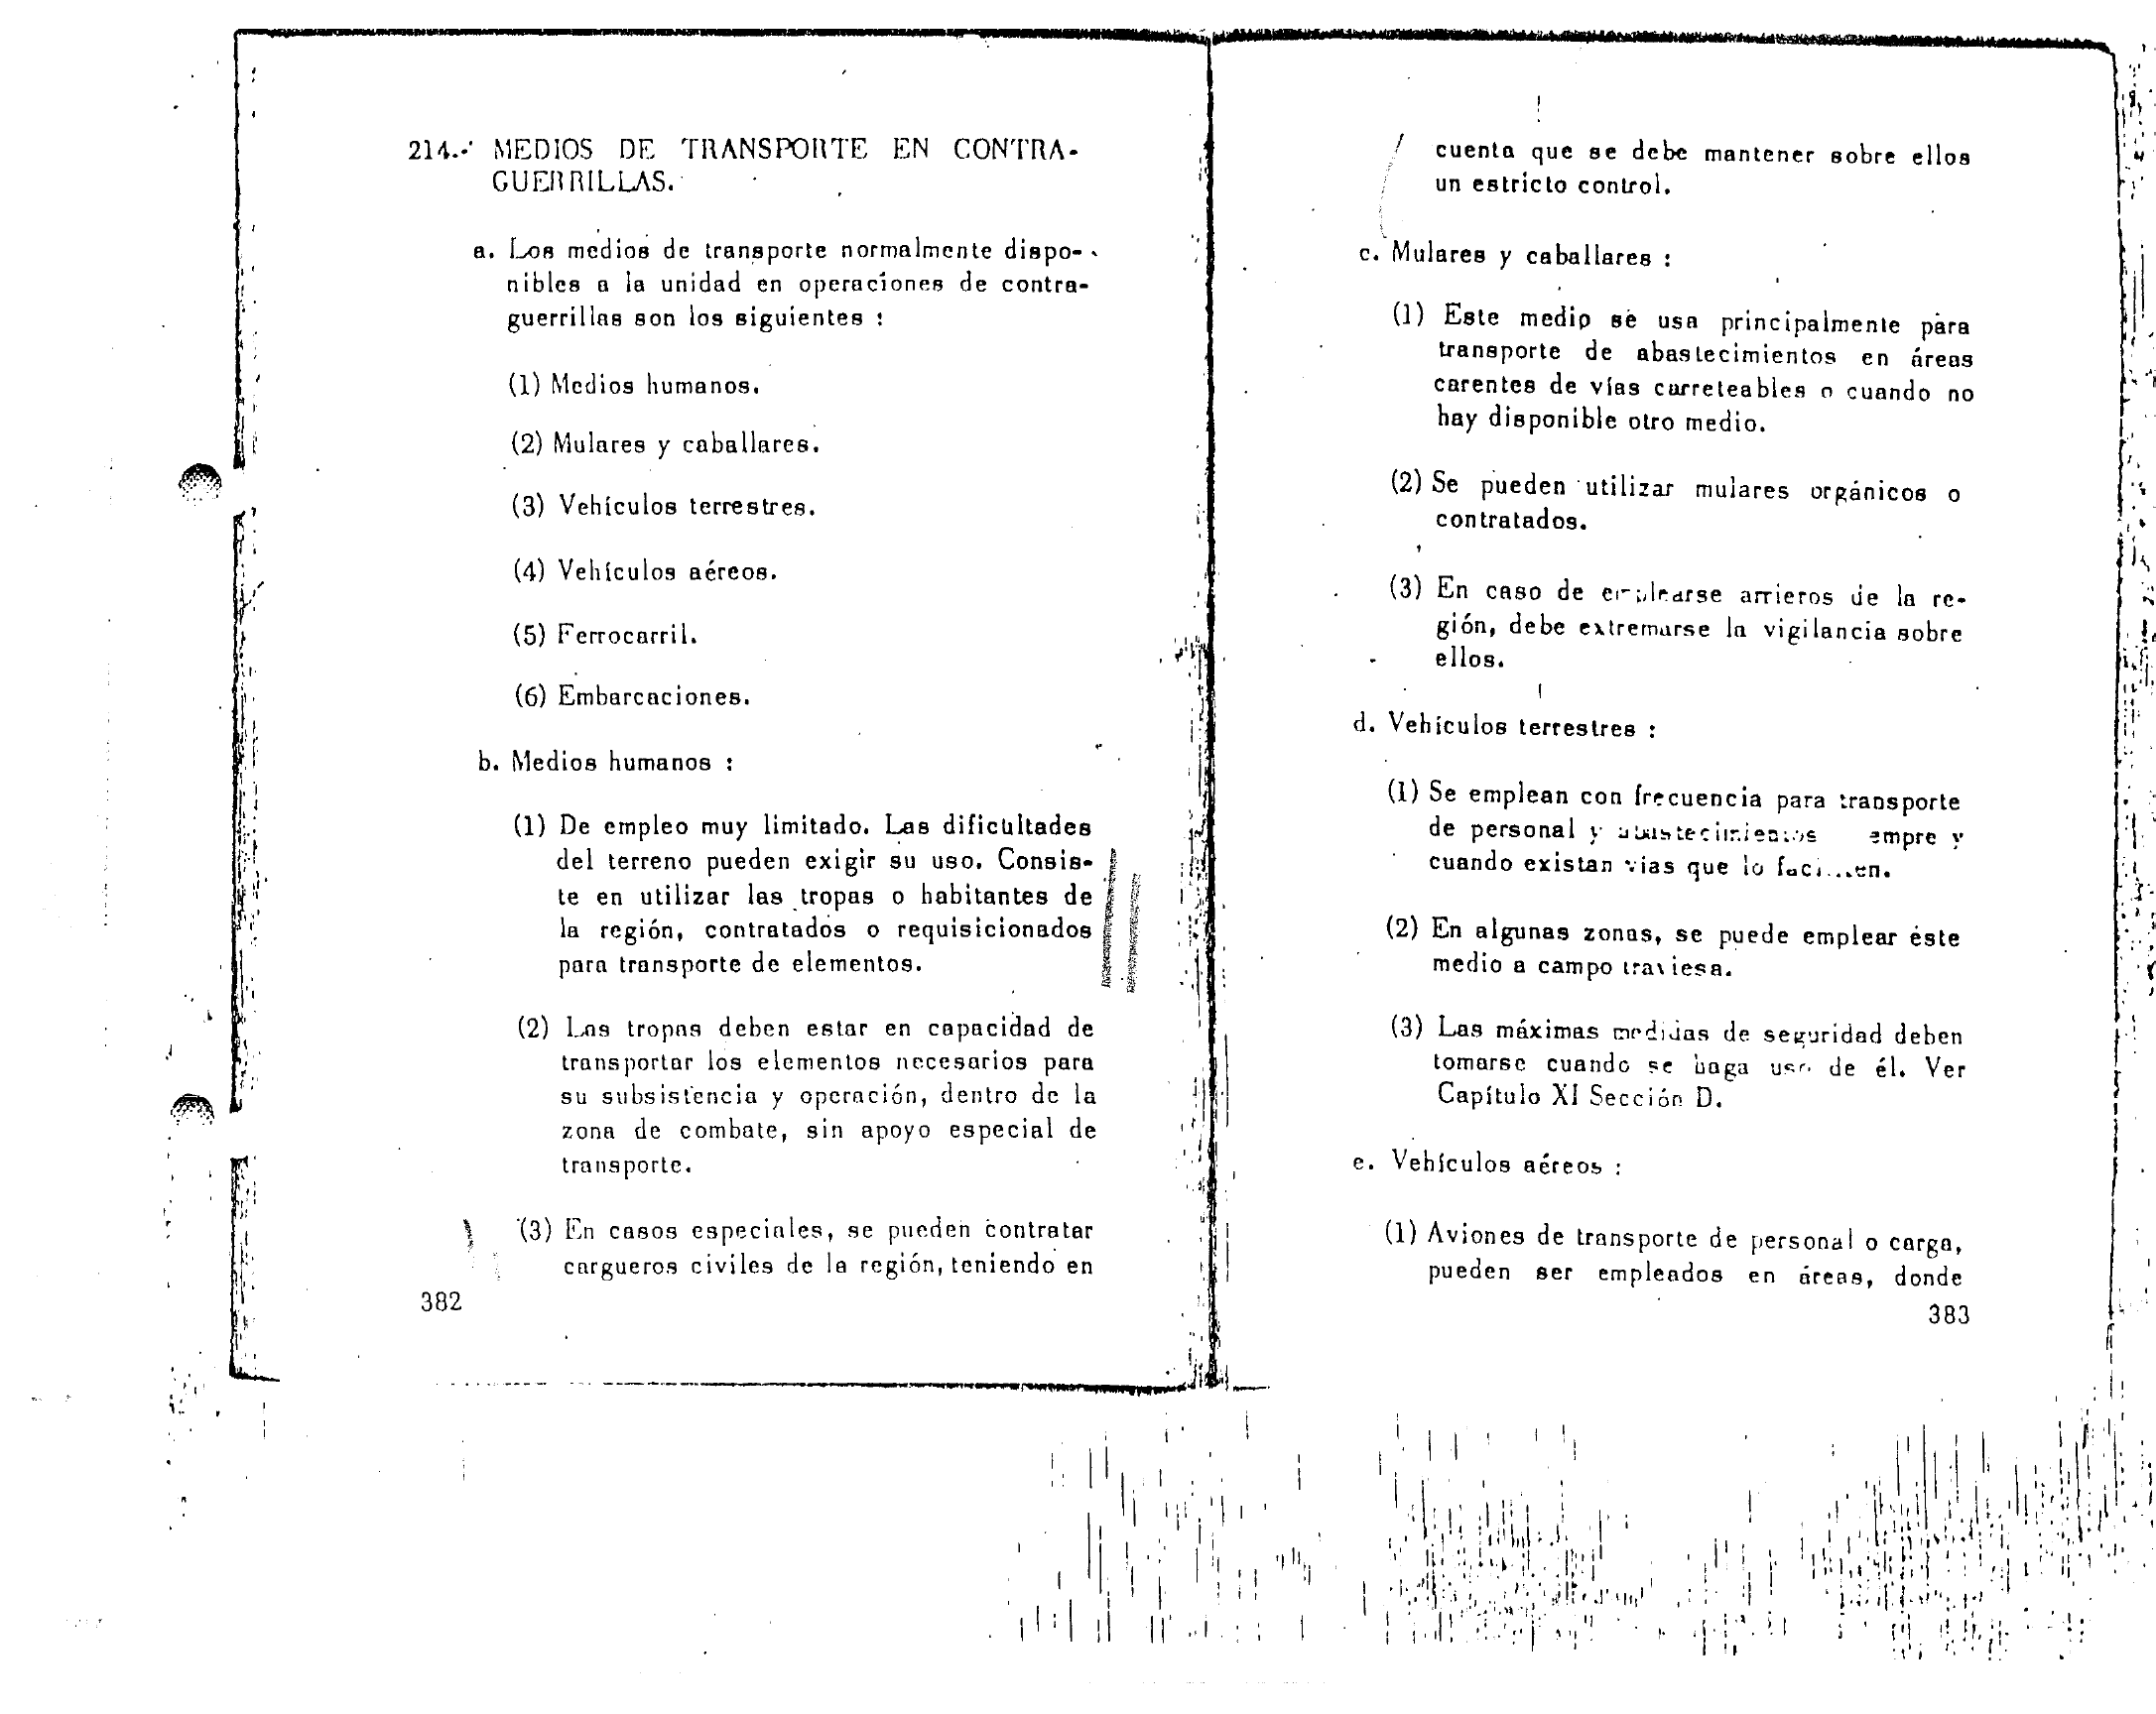 214.- MEDIOS DE TRANSPORTE EN CONTRA-
GUERRILLAS.
a. Los medios de transporte normalmente dispo-
nibles a la unidad en operaciones de contra-
guerrillas son los siguientes :
(1) Medios humanos.
(2) Mulares y caballares.
(3) Vehículos terrestres.
(4) Vehículos aéreos.
(5) Ferrocarril.
(6) Embarcaciones.
b. Medios humanos :
(1) De empleo muy limitado. Las dificultades
del terreno pueden exigir su uso. Consis-
te en utilizar las tropas o habitantes de
la región, contratados o requisicionados
para transporte de elementos.
(2) Las tropas deben estar en capacidad de
transportar los elementos necesarios para
su subsistencia y operación, dentro de la
zona de combate, sin apoyo especial de
transporte.
(3) En casos especiales, se pueden contratar
cargueros civiles de la región, teniendo en
382
cuenta que se debe mantener sobre ellos
un estricto control.
c. Mulares y caballares :
(1) Este medio se usa principalmente para
transporte de abastecimientos en áreas
carentes de vías carreteables o cuando no
hay disponible otro medio.
(2) Se pueden utilizar mulares orgánicos o
contratados.
(3) En caso de emplearse arrieros de la re-
gión, debe extremarse la vigilancia sobre
ellos.
d. Vehículos terrestres :
(1) Se emplean con frecuencia para transporte
de personal y abastecimientos empre y
cuando existan vías que lo
(2) En algunas zonas, se puede emplear éste
medio a campo traviesa.
(3) Las máximas medidas de seguridad deben
tomarse cuando se haga uso de él. Ver
Capítulo XI Sección D.
e. Vehículos aéreos :
(1) Aviones de transporte de personal o carga,
pueden ser empleados en áreas, donde
383